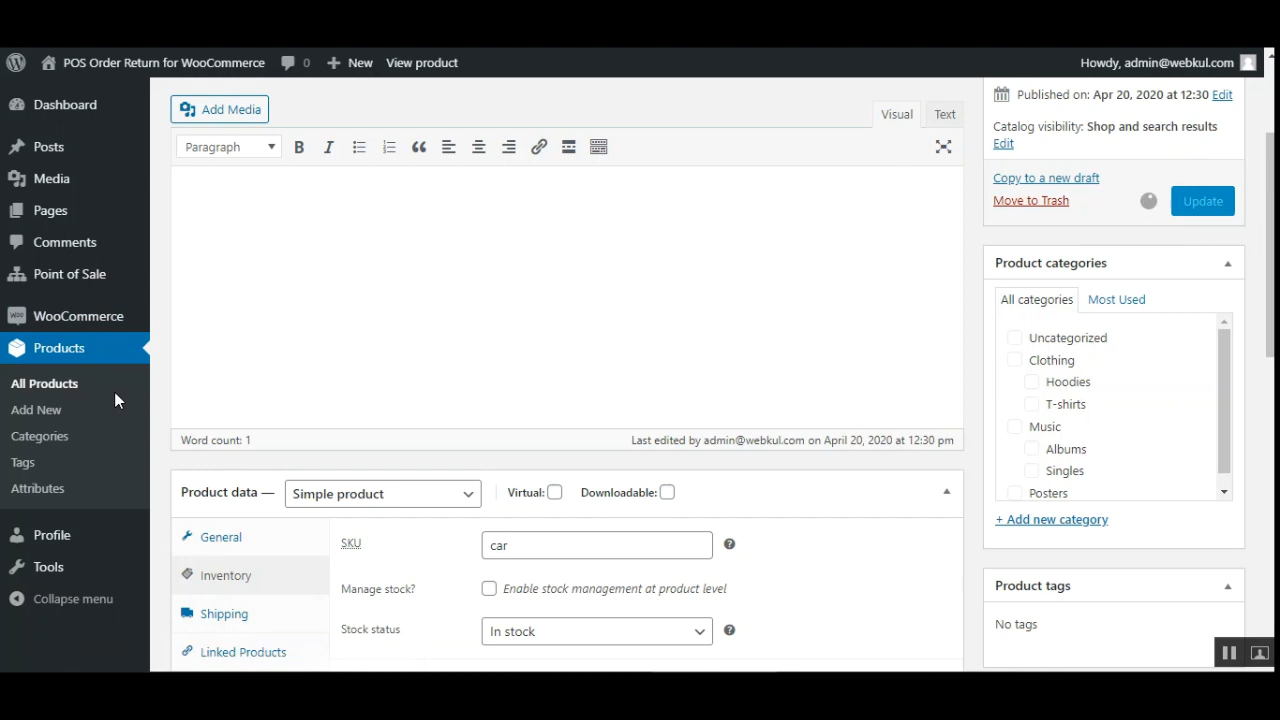 POS Order Return for WooCommerce 0 New View product Howdy, admin@webkul.com
Dashboard
Posts
Media
Pages
Comments
Point of Sale
WooCommerce
Products
All Products
Add New
Categories
Tags
Attributes
Profile
Tools
Collapse menu
Add Media
Visual Text
Paragraph
Word count: 1 Last edited by admin@webkul.com on April 20, 2020 at 12:30 pm
Product data — Simple product Virtual: Downloadable:
General
Inventory
Shipping
Linked Products
SKU car
Manage stock? Enable stock management at product level
Stock status In stock
Published on: Apr 20, 2020 at 12:30 Edit
Catalog visibility: Shop and search results
Edit
Copy to a new draft
Move to Trash Update
Product categories
All categories Most Used
Uncategorized
Clothing
Hoodies
T-shirts
Music
Albums
Singles
Posters
+ Add new category
Product tags
No tags